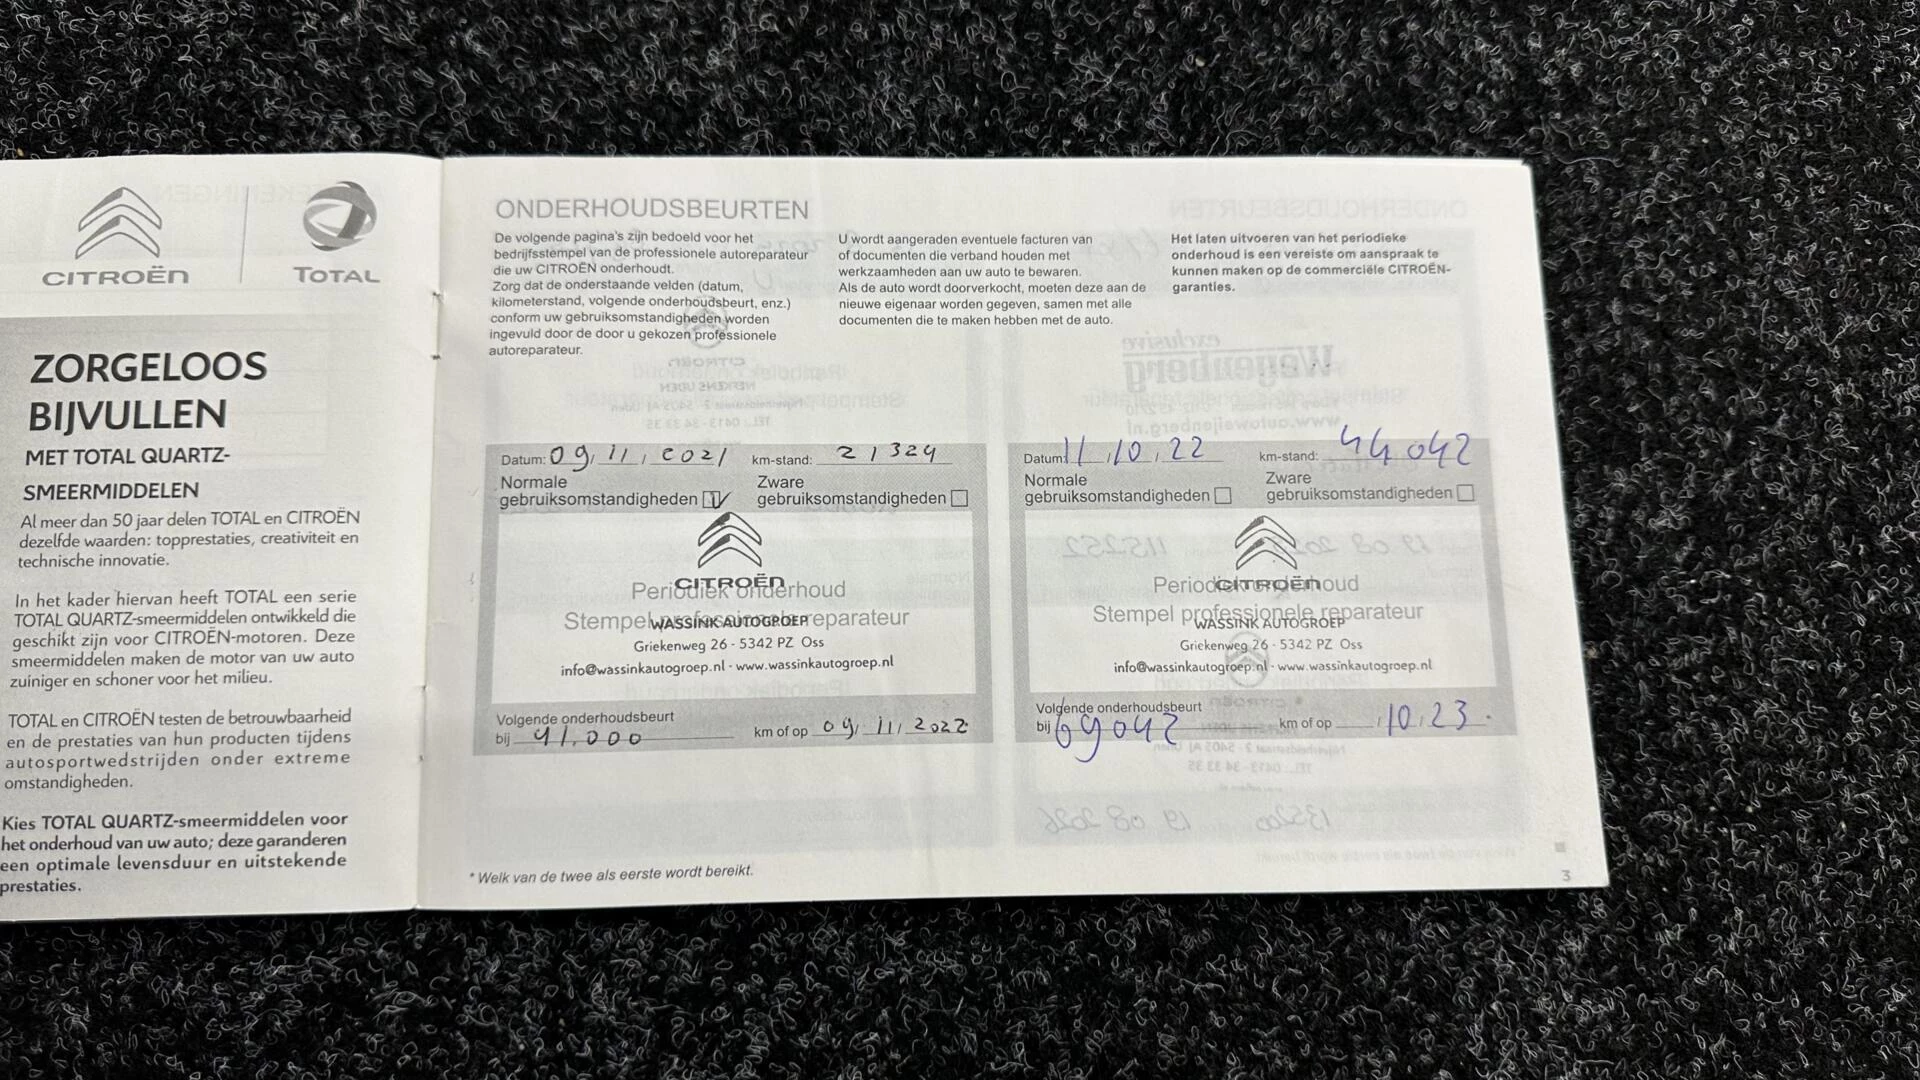 CITROËN
TOTAL
ZORGELOOS
BIJVULLEN
MET TOTAL QUARTZ-
SMEERMIDDELEN
Al meer dan 50 jaar delen TOTAL en CITROËN
dezelfde waarden: topprestaties, creativiteit en
technische innovatie.
In het kader hiervan heeft TOTAL een serie
TOTAL QUARTZ-smeermiddelen ontwikkeld die
geschikt zijn voor CITROËN-motoren. Deze
smeermiddelen maken de motor van uw auto
zuiniger en schoner voor het milieu.
TOTAL en CITROËN testen de betrouwbaarheid
en de prestaties van hun producten tijdens
autosportwedstrijden onder extreme
omstandigheden.
Kies TOTAL QUARTZ-smeermiddelen voor
het onderhoud van uw auto; deze garanderen
een optimale levensduur en uitstekende
prestaties.
ONDERHOUDSBEURTEN
De volgende pagina's zijn bedoeld voor het
bedrijfsstempel van de professionele autoreparateur
die uw CITROËN onderhoudt.
Zorg dat de onderstaande velden (datum,
kilometerstand, volgende onderhoudsbeurt, enz.)
conform uw gebruiksomstandigheden worden
ingevuld door de door u gekozen professionele
autoreparateur.
U wordt aangeraden eventuele facturen van
of documenten die verband houden met
werkzaamheden aan uw auto te bewaren.
Als de auto wordt doorverkocht, moeten deze aan de
nieuwe eigenaar worden gegeven, samen met alle
documenten die te maken hebben met de auto.
Het laten uitvoeren van het periodieke
onderhoud is een vereiste om aanspraak te
kunnen maken op de commerciële CITROËN-
garanties.
Datum: 09, 11, 2021 km-stand: 21324
Normale
gebruiksomstandigheden
Zware
gebruiksomstandigheden
CITROËN
Periodiek onderhoud
Stempel professionele reparateur
WASSINK AUTOGROEP
Griekenweg 26 - 5342 PZ Oss
info@wassinkautogroep.nl - www.wassinkautogroep.nl
Volgende onderhoudsbeurt
bij 41.000 km of op 09, 11, 2022
Datum: 11, 10, 22 km-stand: 44042
Normale
gebruiksomstandigheden
Zware
gebruiksomstandigheden
CITROËN
Periodiek onderhoud
Stempel professionele reparateur
WASSINK AUTOGROEP
Griekenweg 26 - 5342 PZ Oss
info@wassinkautogroep.nl - www.wassinkautogroep.nl
Volgende onderhoudsbeurt
bij 69042 km of op 10, 23
* Welk van de twee als eerste wordt bereikt.
3